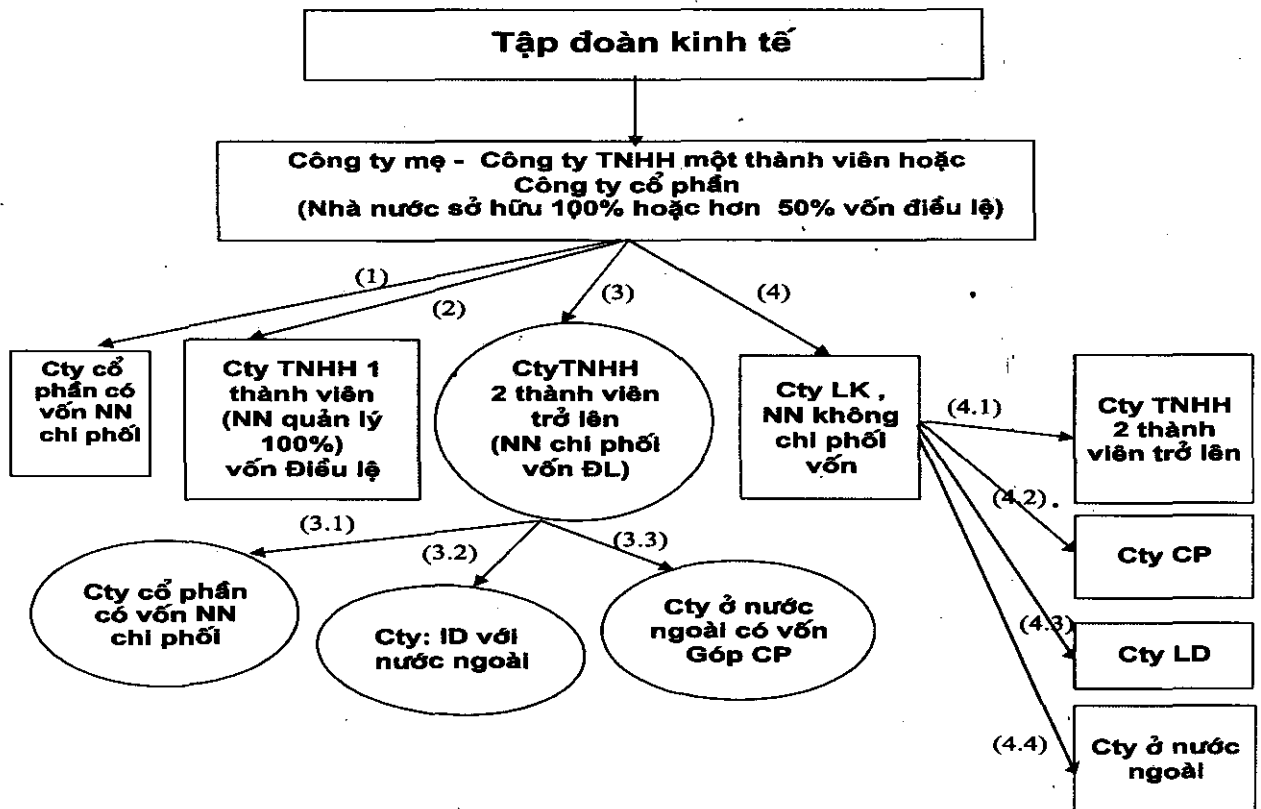 Tập đoàn kinh tế
Công ty mẹ - Công ty TNHH một thành viên hoặc
Công ty cổ phần
(Nhà nước sở hữu 100% hoặc hơn 50% vốn điều lệ)
(1)
(2)
(3)
(4)
Cty cổ
phần có
vốn NN
chi phối
Cty TNHH 1
thành viên
(NN quản lý
100%)
vốn Điều lệ
CtyTNHH
2 thành viên
trở lên
(NN chi phối
vốn ĐL)
Cty LK ,
NN không
chi phối
vốn
(4.1)
Cty TNHH
2 thành
viên trở lên
(4.2)
Cty CP
(4.3)
Cty LD
(4.4)
Cty ở nước
ngoài
(3.1)
(3.2)
(3.3)
Cty cổ phần
có vốn NN
chi phối
Cty: ID với
nước ngoài
Cty ở nước
ngoài có vốn
Góp CP